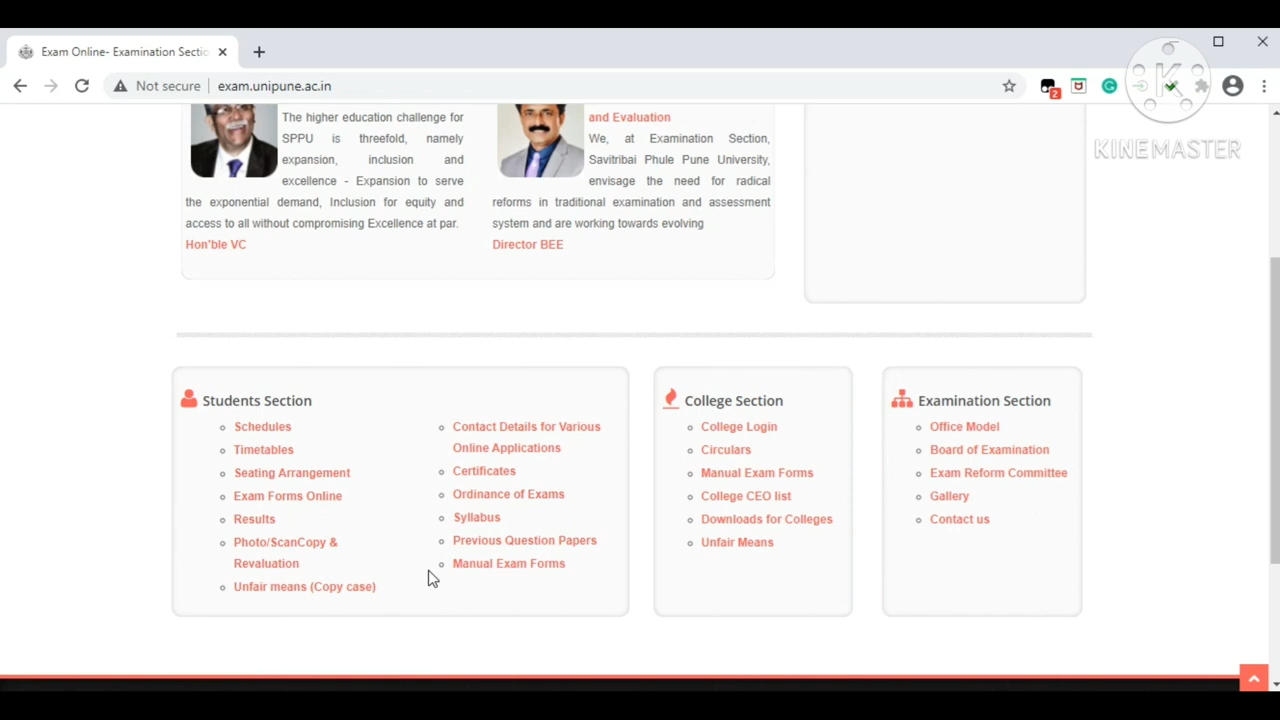 Exam Online- Examination Sectio
Not secure
exam.unipune.ac.in
2
KINEMASTER
The higher education challenge for
SPPU is threefold, namely
expansion, inclusion and
excellence - Expansion to serve
the exponential demand, Inclusion for equity and
access to all without compromising Excellence at par.
Hon'ble VC
and Evaluation
We, at Examination Section,
Savitribai Phule Pune University,
envisage the need for radical
reforms in traditional examination and assessment
system and are working towards evolving
Director BEE
Students Section
Schedules
Timetables
Seating Arrangement
Exam Forms Online
Results
Photo/ScanCopy &
Revaluation
Unfair means (Copy case)
Contact Details for Various
Online Applications
Certificates
Ordinance of Exams
Syllabus
Previous Question Papers
Manual Exam Forms
College Section
College Login
Circulars
Manual Exam Forms
College CEO list
Downloads for Colleges
Unfair Means
Examination Section
Office Model
Board of Examination
Exam Reform Committee
Gallery
Contact us